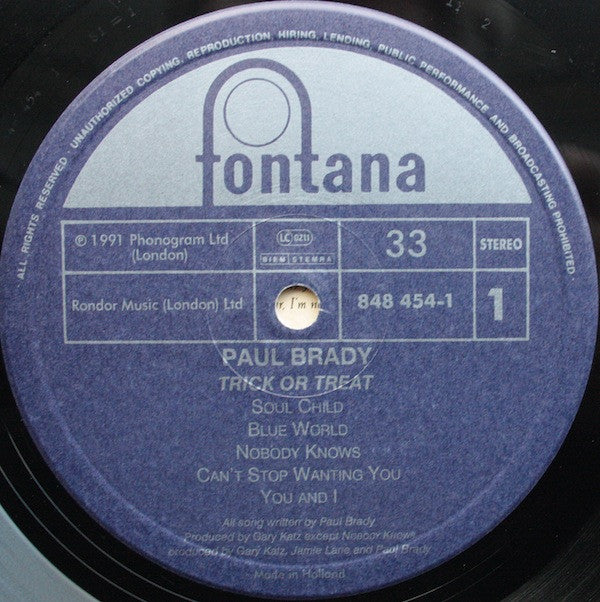 ALL RIGHTS RESERVED UNAUTHORIZED COPYING, REPRODUCTION, HIRING, LENDING, PUBLIC PERFORMANCE AND BROADCASTING PROHIBITED
fontana
℗ 1991 Phonogram Ltd
(London)
LC 0211
BIEM STEMRA
33
STEREO
Rondor Music (London) Ltd
r, I'm
848 454-1
1
PAUL BRADY
TRICK OR TREAT
SOUL CHILD
BLUE WORLD
NOBODY KNOWS
CAN'T STOP WANTING YOU
YOU AND I
All song written by Paul Brady
Produced by Gary Katz except Nobody Knows
produced by Gary Katz, Jamie Lane and Paul Brady
Made in Holland